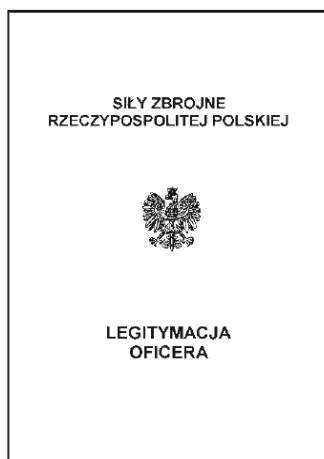 SIŁY ZBROJNE
RZECZYPOSPOLITEJ POLSKIEJ
LEGITYMACJA
OFICERA